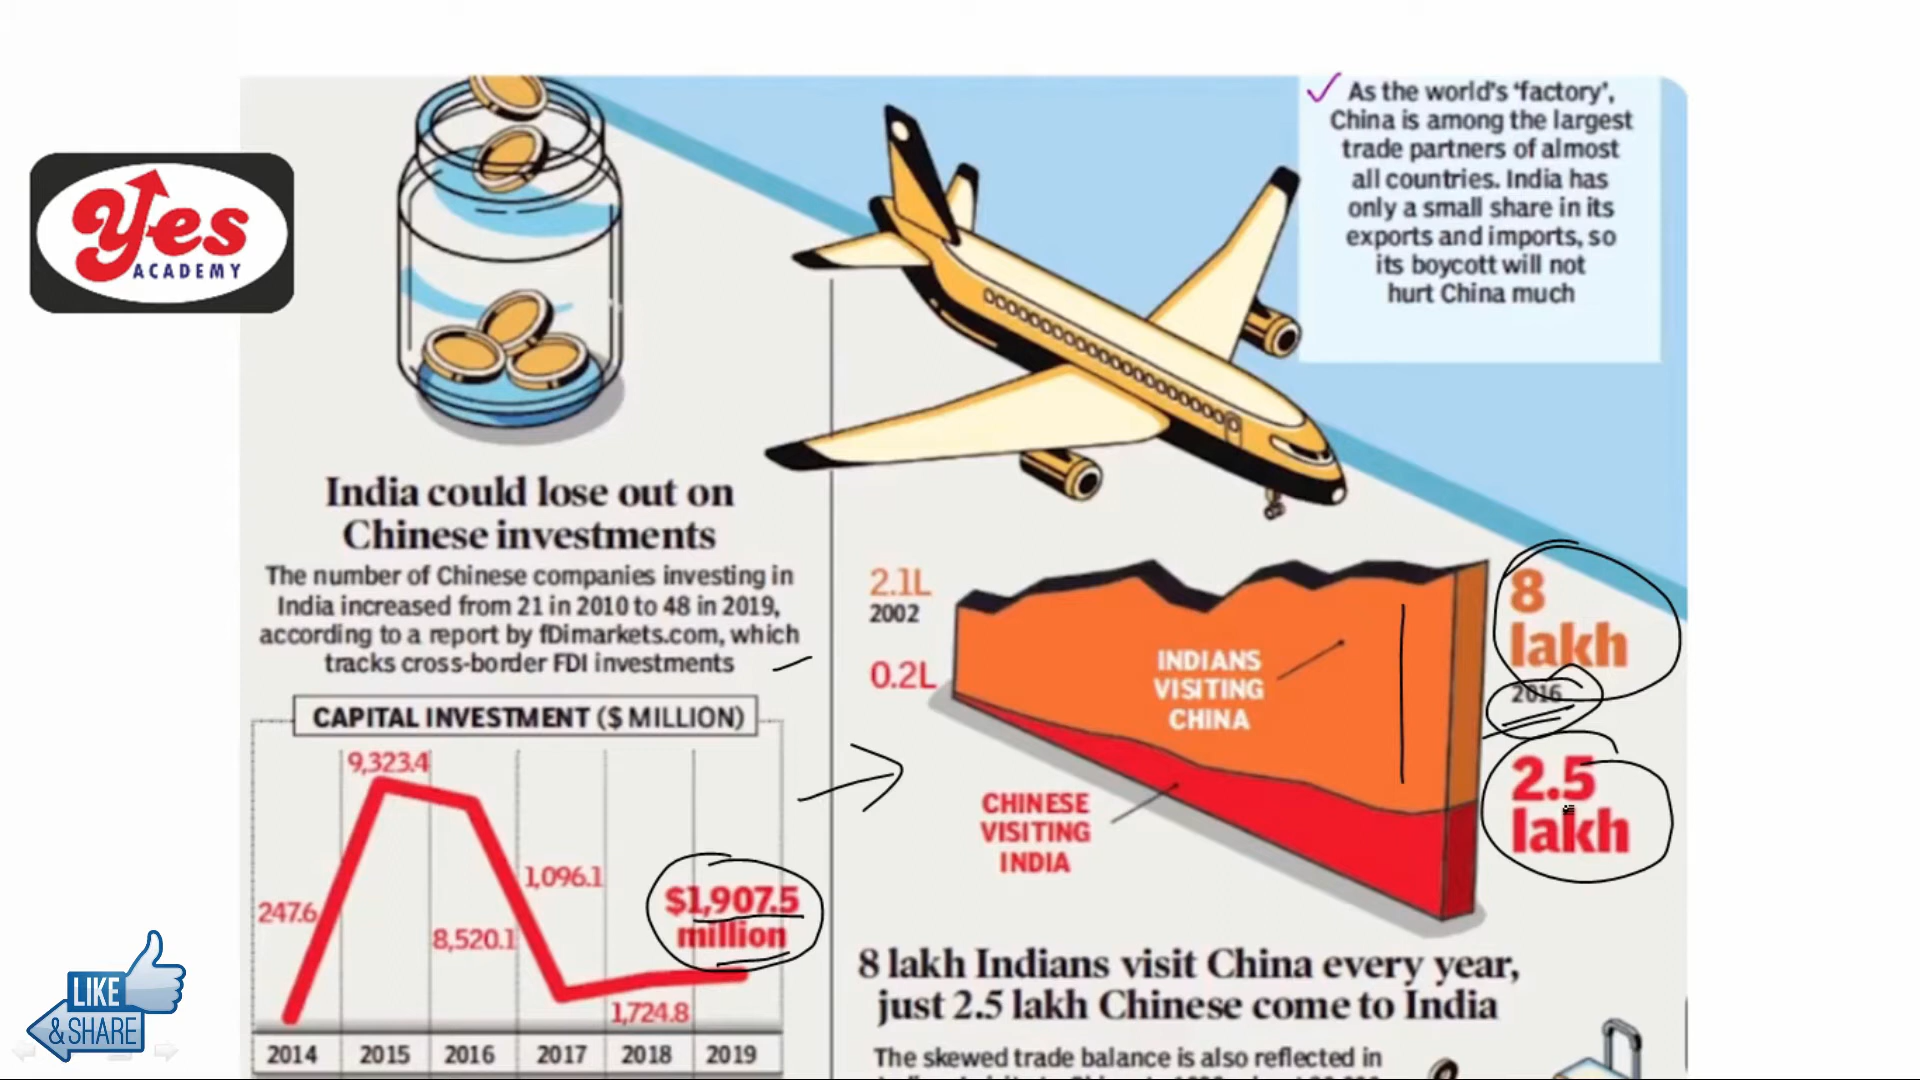 Yes
ACADEMY
As the world's 'factory',
China is among the largest
trade partners of almost
all countries. India has
only a small share in its
exports and imports, so
its boycott will not
hurt China much
India could lose out on
Chinese investments
The number of Chinese companies investing in
India increased from 21 in 2010 to 48 in 2019,
according to a report by fDimarkets.com, which
tracks cross-border FDI investments
CAPITAL INVESTMENT ($ MILLION)
9,323.4
1,096.1
247.6
8,520.1
$1,907.5
million
1,724.8
2014 2015 2016 2017 2018 2019
2.1L
2002
0.2L
INDIANS
VISITING
CHINA
CHINESE
VISITING
INDIA
8
lakh
2016
2.5
lakh
8 lakh Indians visit China every year,
just 2.5 lakh Chinese come to India
The skewed trade balance is also reflected in
LIKE
& SHARE